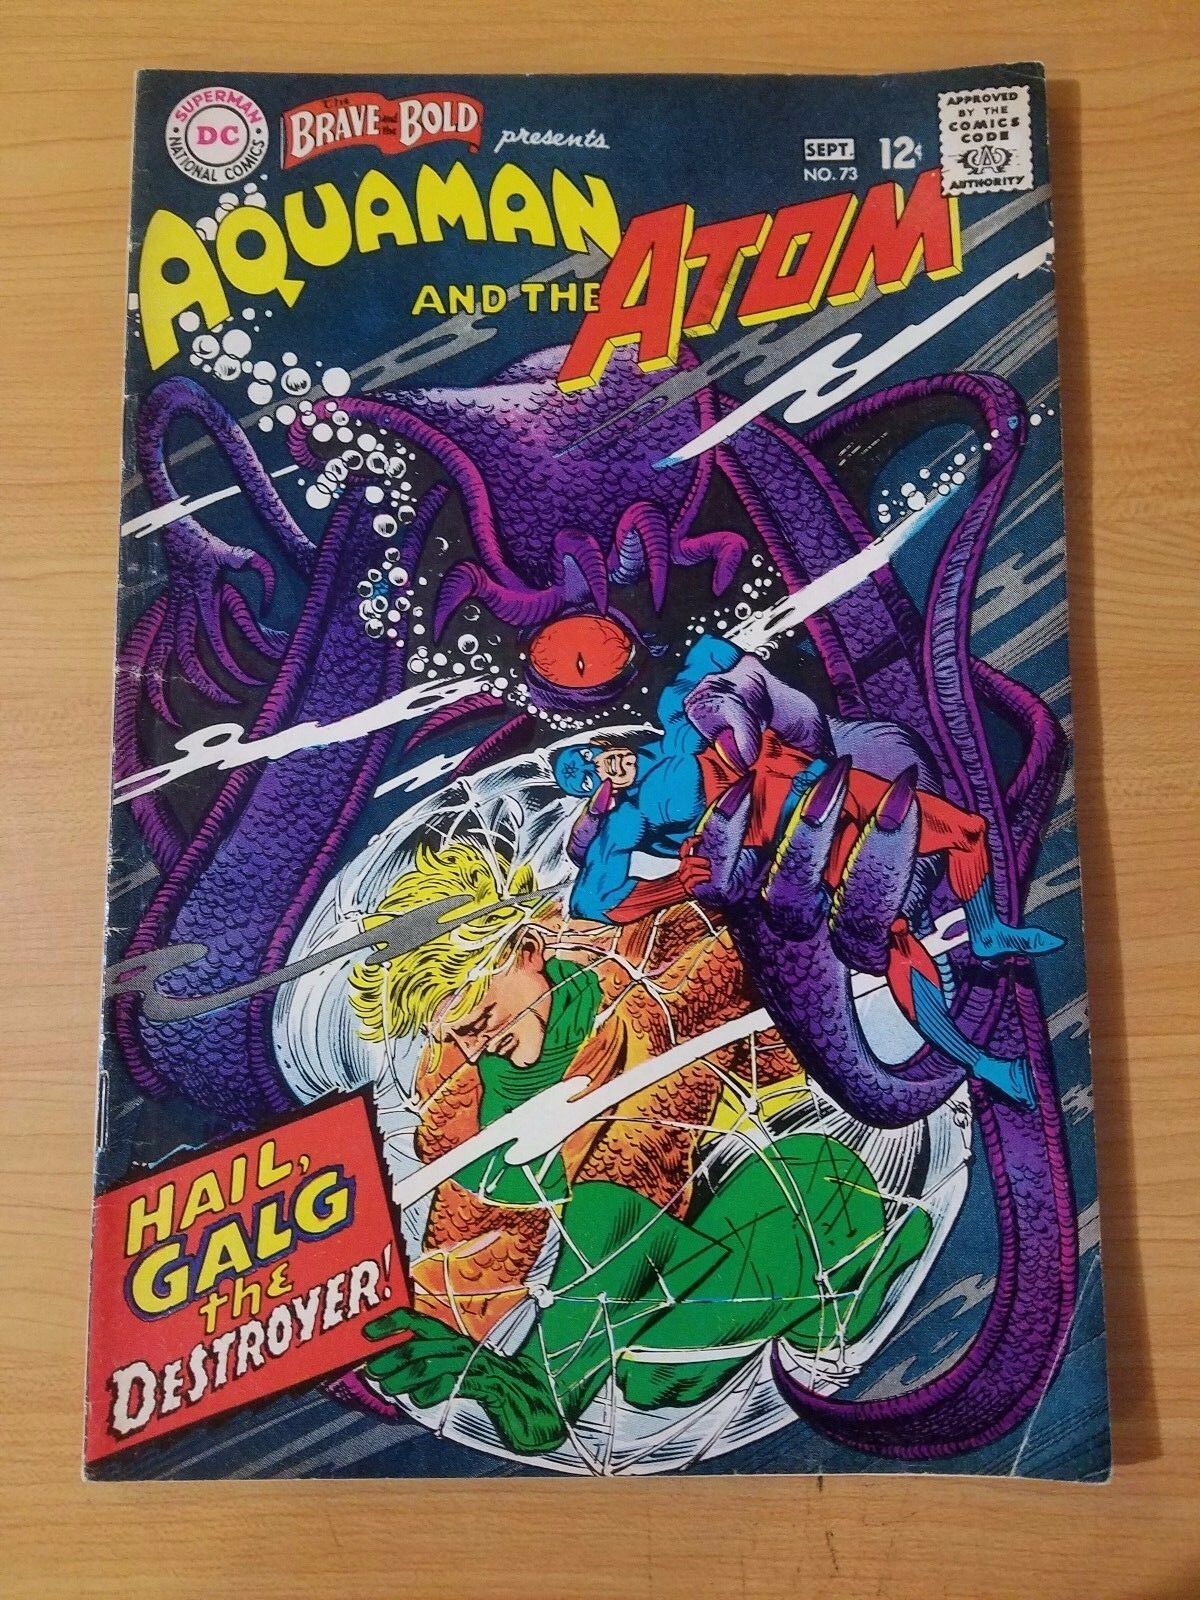 SUPERMAN
DC
NATIONAL COMICS
The
BRAVE and the BOLD
presents
SEPT.
NO. 73
12¢
APPROVED
BY THE
COMICS
CODE
CA
AUTHORITY
AQUAMAN
AND THE ATOM
HAIL,
GALG
the
DESTROYER!